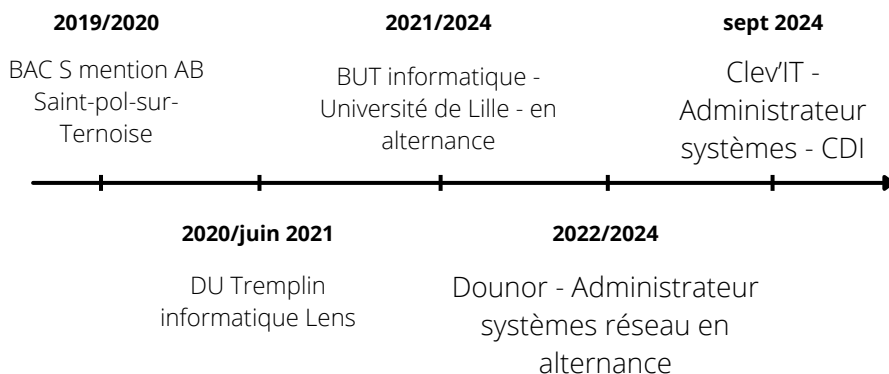 2019/2020
BAC S mention AB
Saint-pol-sur-
Ternoise
2020/juin 2021
DU Tremplin
informatique Lens
2021/2024
BUT informatique -
Université de Lille - en
alternance
2022/2024
Dounor - Administrateur
systèmes réseau en
alternance
sept 2024
Clev'IT -
Administrateur
systèmes - CDI